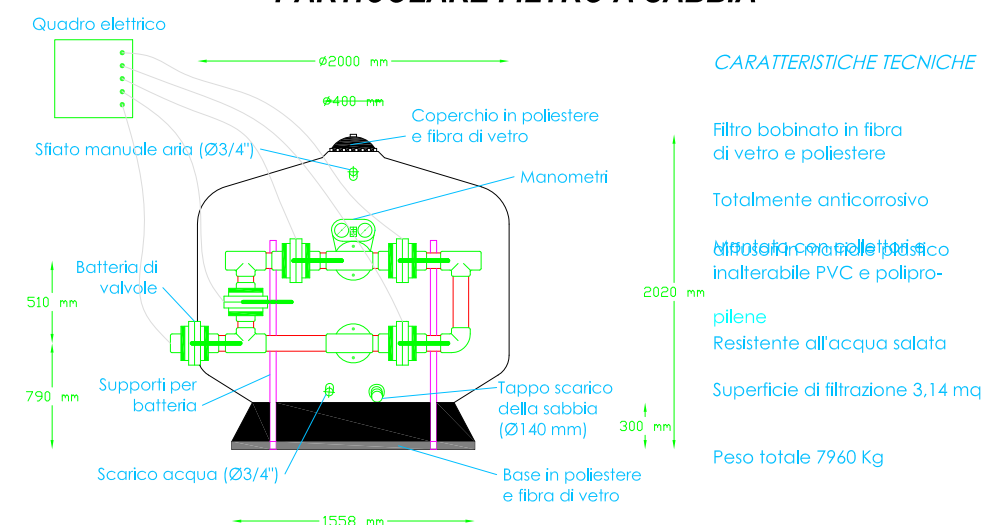 PARTICOLARE FILTRO A SABBIA
Quadro elettrico
Ø2000 mm
Ø400 mm
Coperchio in poliestere
e fibra di vetro
Sfiato manuale aria (Ø3/4")
Manometri
Batteria di
valvole
510 mm
790 mm
2020 mm
300 mm
Supporti per
batteria
Tappo scarico
della sabbia
(Ø140 mm)
Scarico acqua (Ø3/4")
Base in poliestere
e fibra di vetro
1558 mm
CARATTERISTICHE TECNICHE
Filtro bobinato in fibra
di vetro e poliestere
Totalmente anticorrosivo
inalterabile PVC e polipro-
pilene
Resistente all'acqua salata
Superficie di filtrazione 3,14 mq
Peso totale 7960 Kg